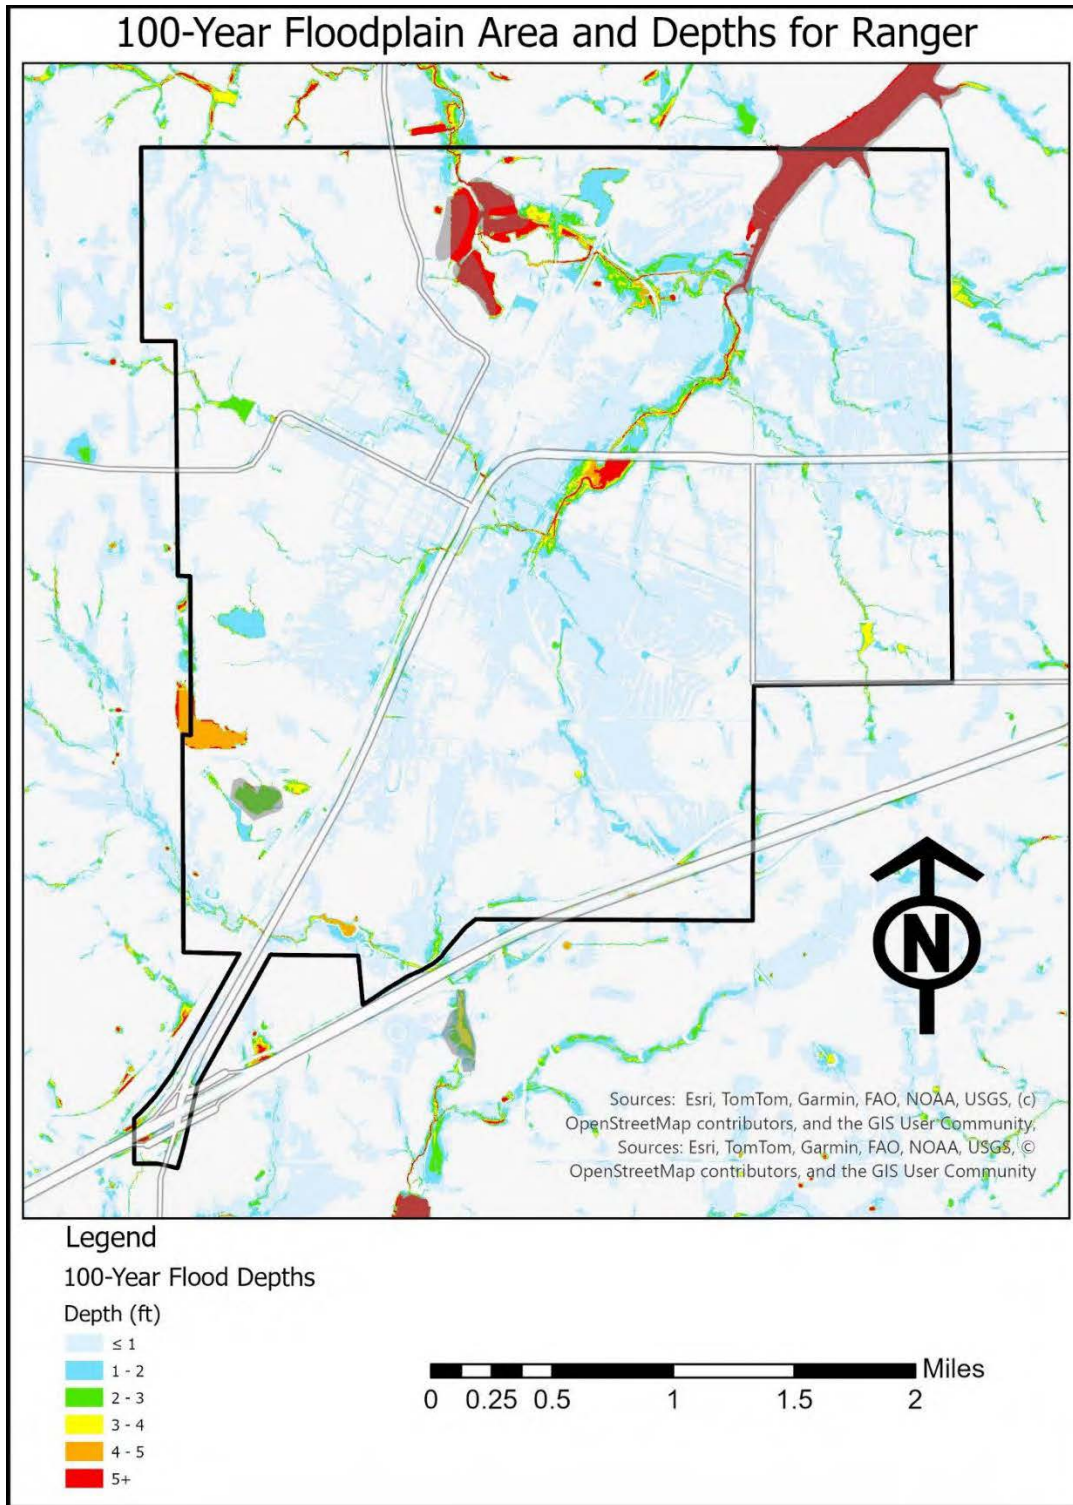 100-Year Floodplain Area and Depths for Ranger
N
Sources: Esri, TomTom, Garmin, FAO, NOAA, USGS, (c)
OpenStreetMap contributors, and the GIS User Community,
Sources: Esri, TomTom, Garmin, FAO, NOAA, USGS, ©
OpenStreetMap contributors, and the GIS User Community
Legend
100-Year Flood Depths
Depth (ft)
≤ 1
1 - 2
2 - 3
3 - 4
4 - 5
5+
Miles
0 0.25 0.5 1 1.5 2